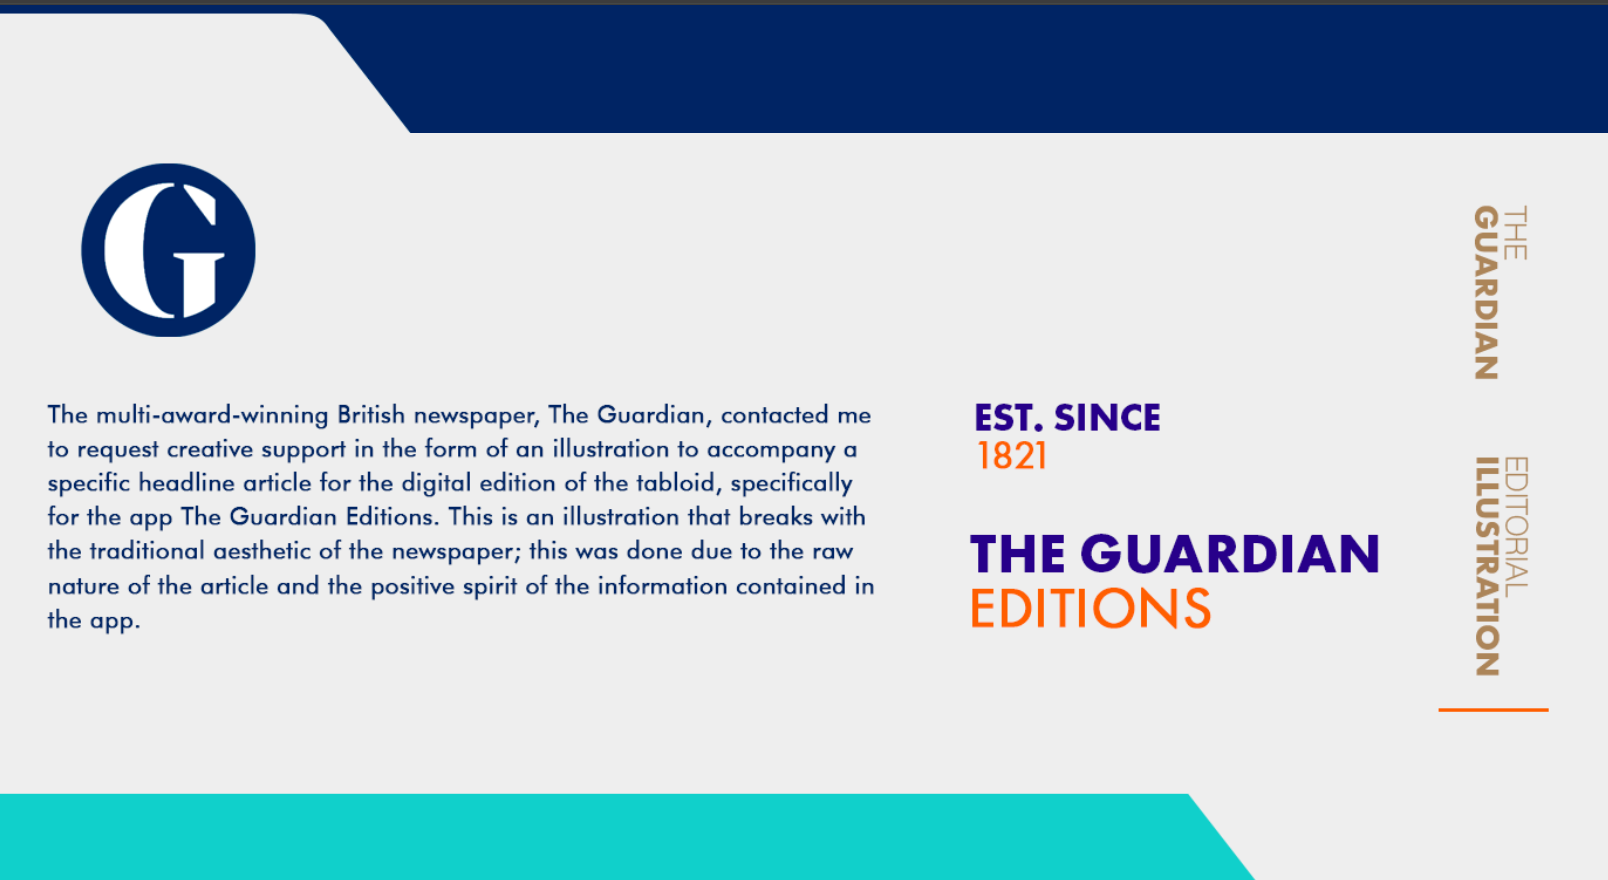 G
The multi-award-winning British newspaper, The Guardian, contacted me
to request creative support in the form of an illustration to accompany a
specific headline article for the digital edition of the tabloid, specifically
for the app The Guardian Editions. This is an illustration that breaks with
the traditional aesthetic of the newspaper; this was done due to the raw
nature of the article and the positive spirit of the information contained in
the app.
EST. SINCE
1821
THE GUARDIAN
EDITIONS
THE
GUARDIAN
EDITORIAL
ILLUSTRATION